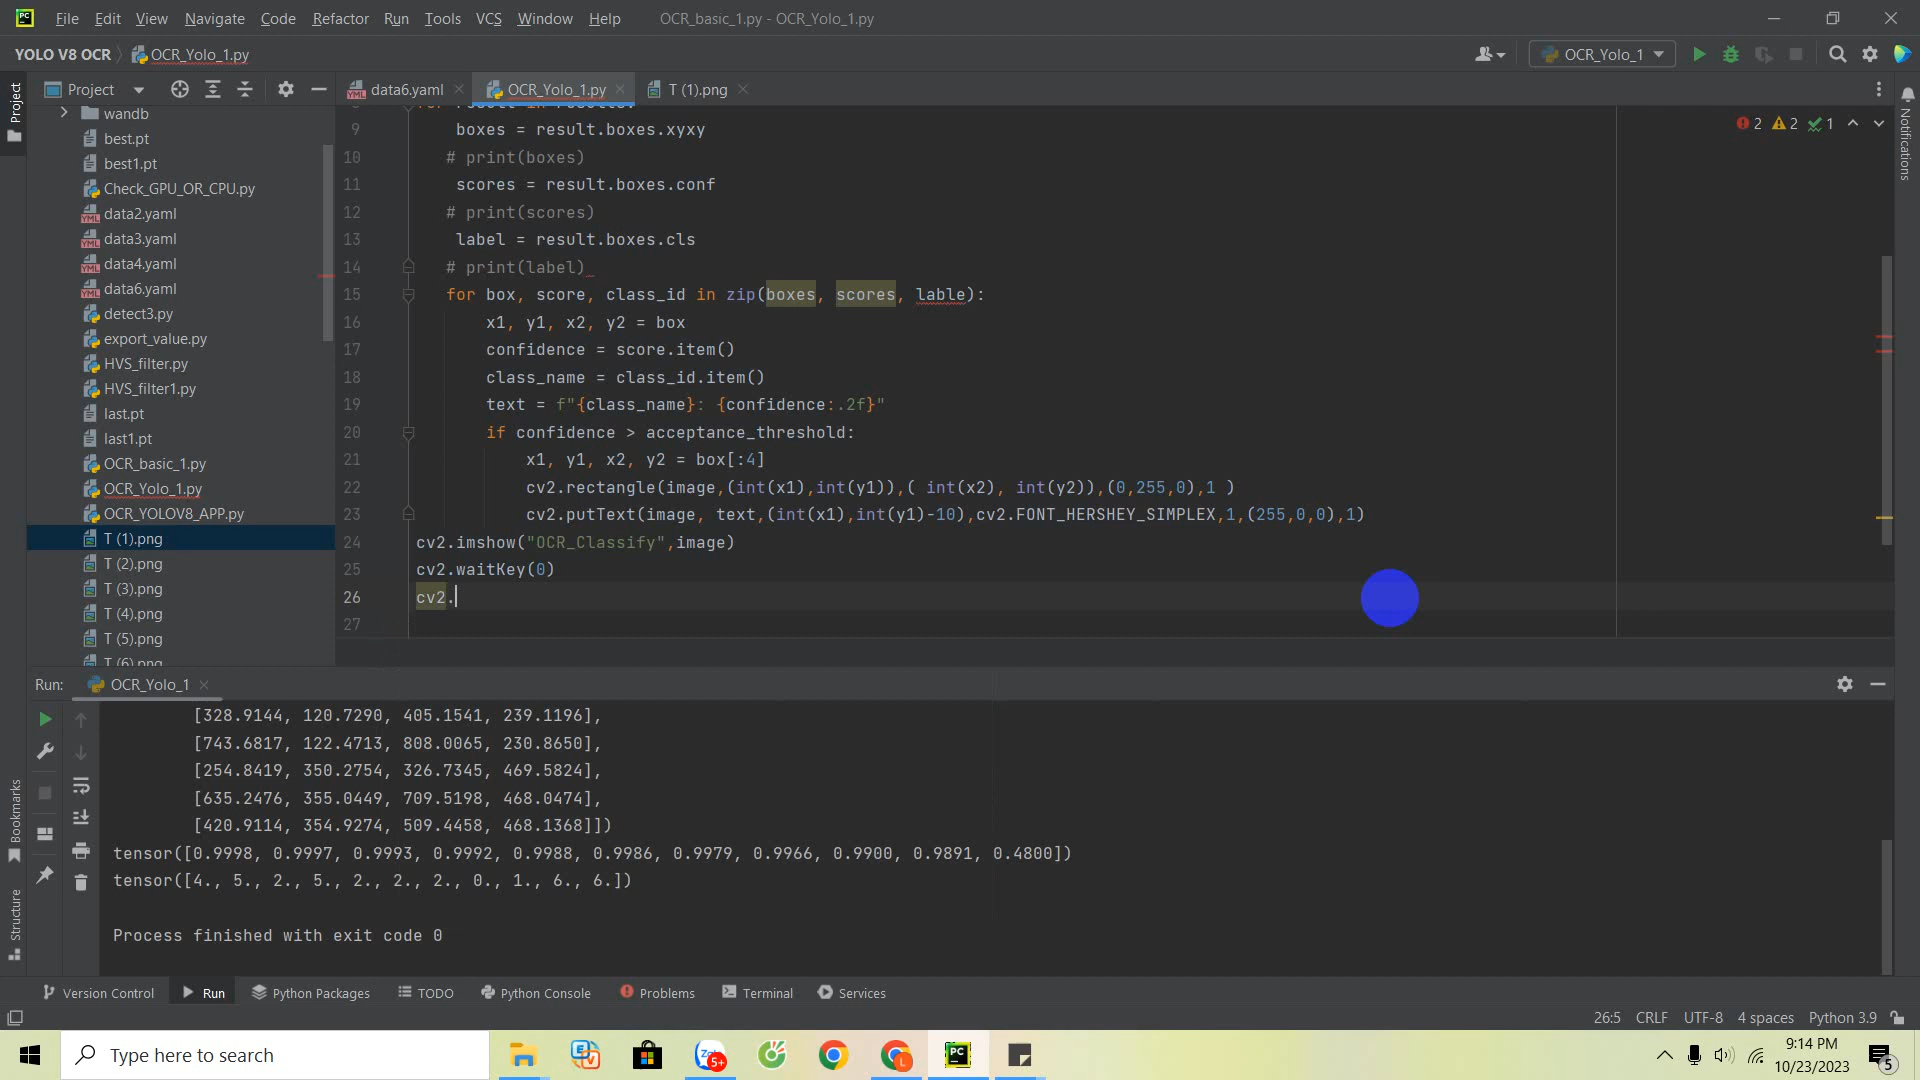 File Edit View Navigate Code Refactor Run Tools VCS Window Help OCR_basic_1.py - OCR_Yolo_1.py
YOLO V8 OCR OCR_Yolo_1.py OCR_Yolo_1
Project Project data6.yaml OCR_Yolo_1.py T (1).png
2 2 1
Notifications
wandb
best.pt
best1.pt
Check_GPU_OR_CPU.py
data2.yaml
data3.yaml
data4.yaml
data6.yaml
detect3.py
export_value.py
HVS_filter.py
HVS_filter1.py
last.pt
last1.pt
OCR_basic_1.py
OCR_Yolo_1.py
OCR_YOLOV8_APP.py
T (1).png
T (2).png
T (3).png
T (4).png
T (5).png
T (6).png
9 boxes = result.boxes.xyxy
10 # print(boxes)
11 scores = result.boxes.conf
12 # print(scores)
13 label = result.boxes.cls
14 # print(label)
15 for box, score, class_id in zip(boxes, scores, lable):
16 x1, y1, x2, y2 = box
17 confidence = score.item()
18 class_name = class_id.item()
19 text = f"{class_name}: {confidence:.2f}"
20 if confidence > acceptance_threshold:
21 x1, y1, x2, y2 = box[:4]
22 cv2.rectangle(image,(int(x1),int(y1)),( int(x2), int(y2)),(0,255,0),1 )
23 cv2.putText(image, text,(int(x1),int(y1)-10),cv2.FONT_HERSHEY_SIMPLEX,1,(255,0,0),1)
24 cv2.imshow("OCR_Classify",image)
25 cv2.waitKey(0)
26 cv2.
27
Run: OCR_Yolo_1
[328.9144, 120.7290, 405.1541, 239.1196],
[743.6817, 122.4713, 808.0065, 230.8650],
[254.8419, 350.2754, 326.7345, 469.5824],
[635.2476, 355.0449, 709.5198, 468.0474],
[420.9114, 354.9274, 509.4458, 468.1368]])
tensor([0.9998, 0.9997, 0.9993, 0.9992, 0.9988, 0.9986, 0.9979, 0.9966, 0.9900, 0.9891, 0.4800])
tensor([4., 5., 2., 5., 2., 2., 2., 0., 1., 6., 6.])
Process finished with exit code 0
Bookmarks
Structure
Version Control Run Python Packages TODO Python Console Problems Terminal Services
26:5 CRLF UTF-8 4 spaces Python 3.9
Type here to search
5+
9:14 PM
10/23/2023
5